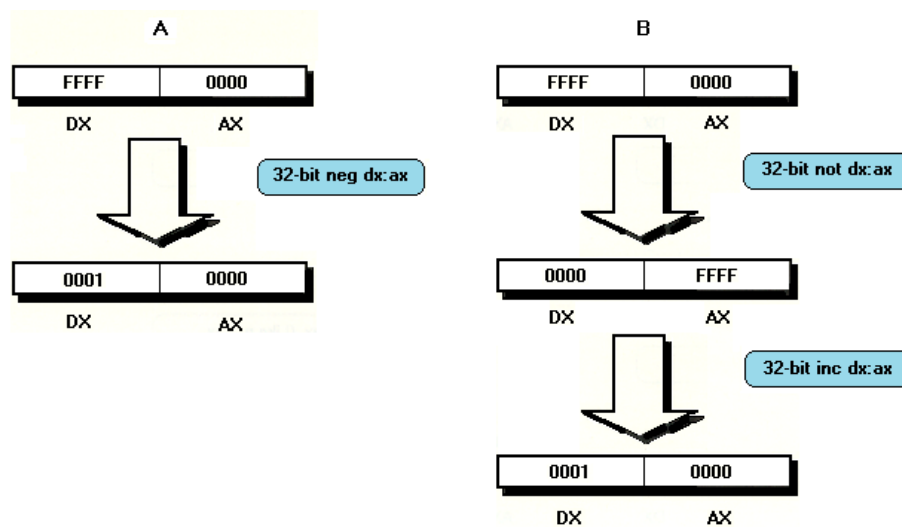 A
FFFF 0000
DX AX
32-bit neg dx:ax
0001 0000
DX AX
B
FFFF 0000
DX AX
32-bit not dx:ax
0000 FFFF
DX AX
32-bit inc dx:ax
0001 0000
DX AX